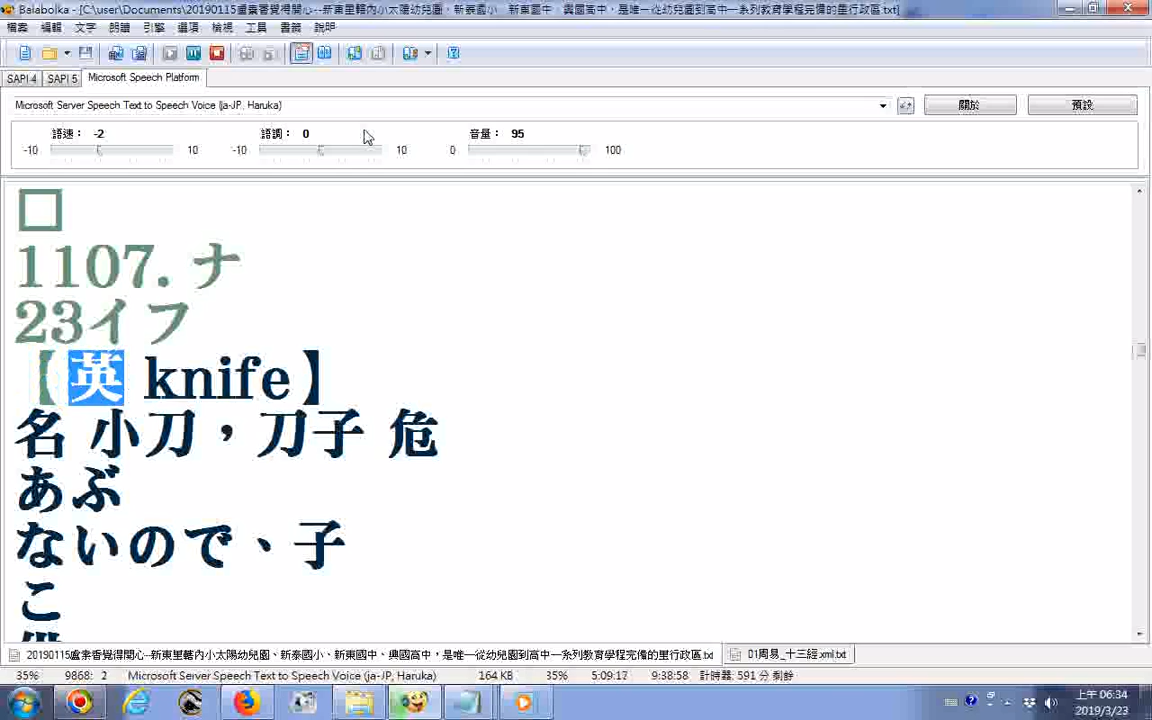 Balabolka - [C:\user\Documents\20190115盧素香覺得開心--新東里轄內小太陽幼兒園、新泰國小、新東國中、興國高中，是唯一從幼兒園到高中一系列教育學程完備的里行政區.txt]
檔案 編輯 文字 朗讀 引擎 選項 檢視 工具 書籤 說明
SAPI 4 SAPI 5 Microsoft Speech Platform
Microsoft Server Speech Text to Speech Voice (ja-JP, Haruka) 關於 預設
語速： -2 語調： 0 音量： 95
-10 10 -10 10 0 100
□
1107. ナ
23イフ
【英 knife】
名 小刀，刀子 危
あぶ
ないので、子
こ
20190115盧素香覺得開心--新東里轄內小太陽幼兒園、新泰國小、新東國中、興國高中，是唯一從幼兒園到高中一系列教育學程完備的里行政區.txt 01周易_十三經.xml.txt
35% 9868: 2 Microsoft Server Speech Text to Speech Voice (ja-JP, Haruka) 164 KB 35% 5:09:17 9:38:58 計時器: 591 分 剩餘
上午 06:34
2019/3/23